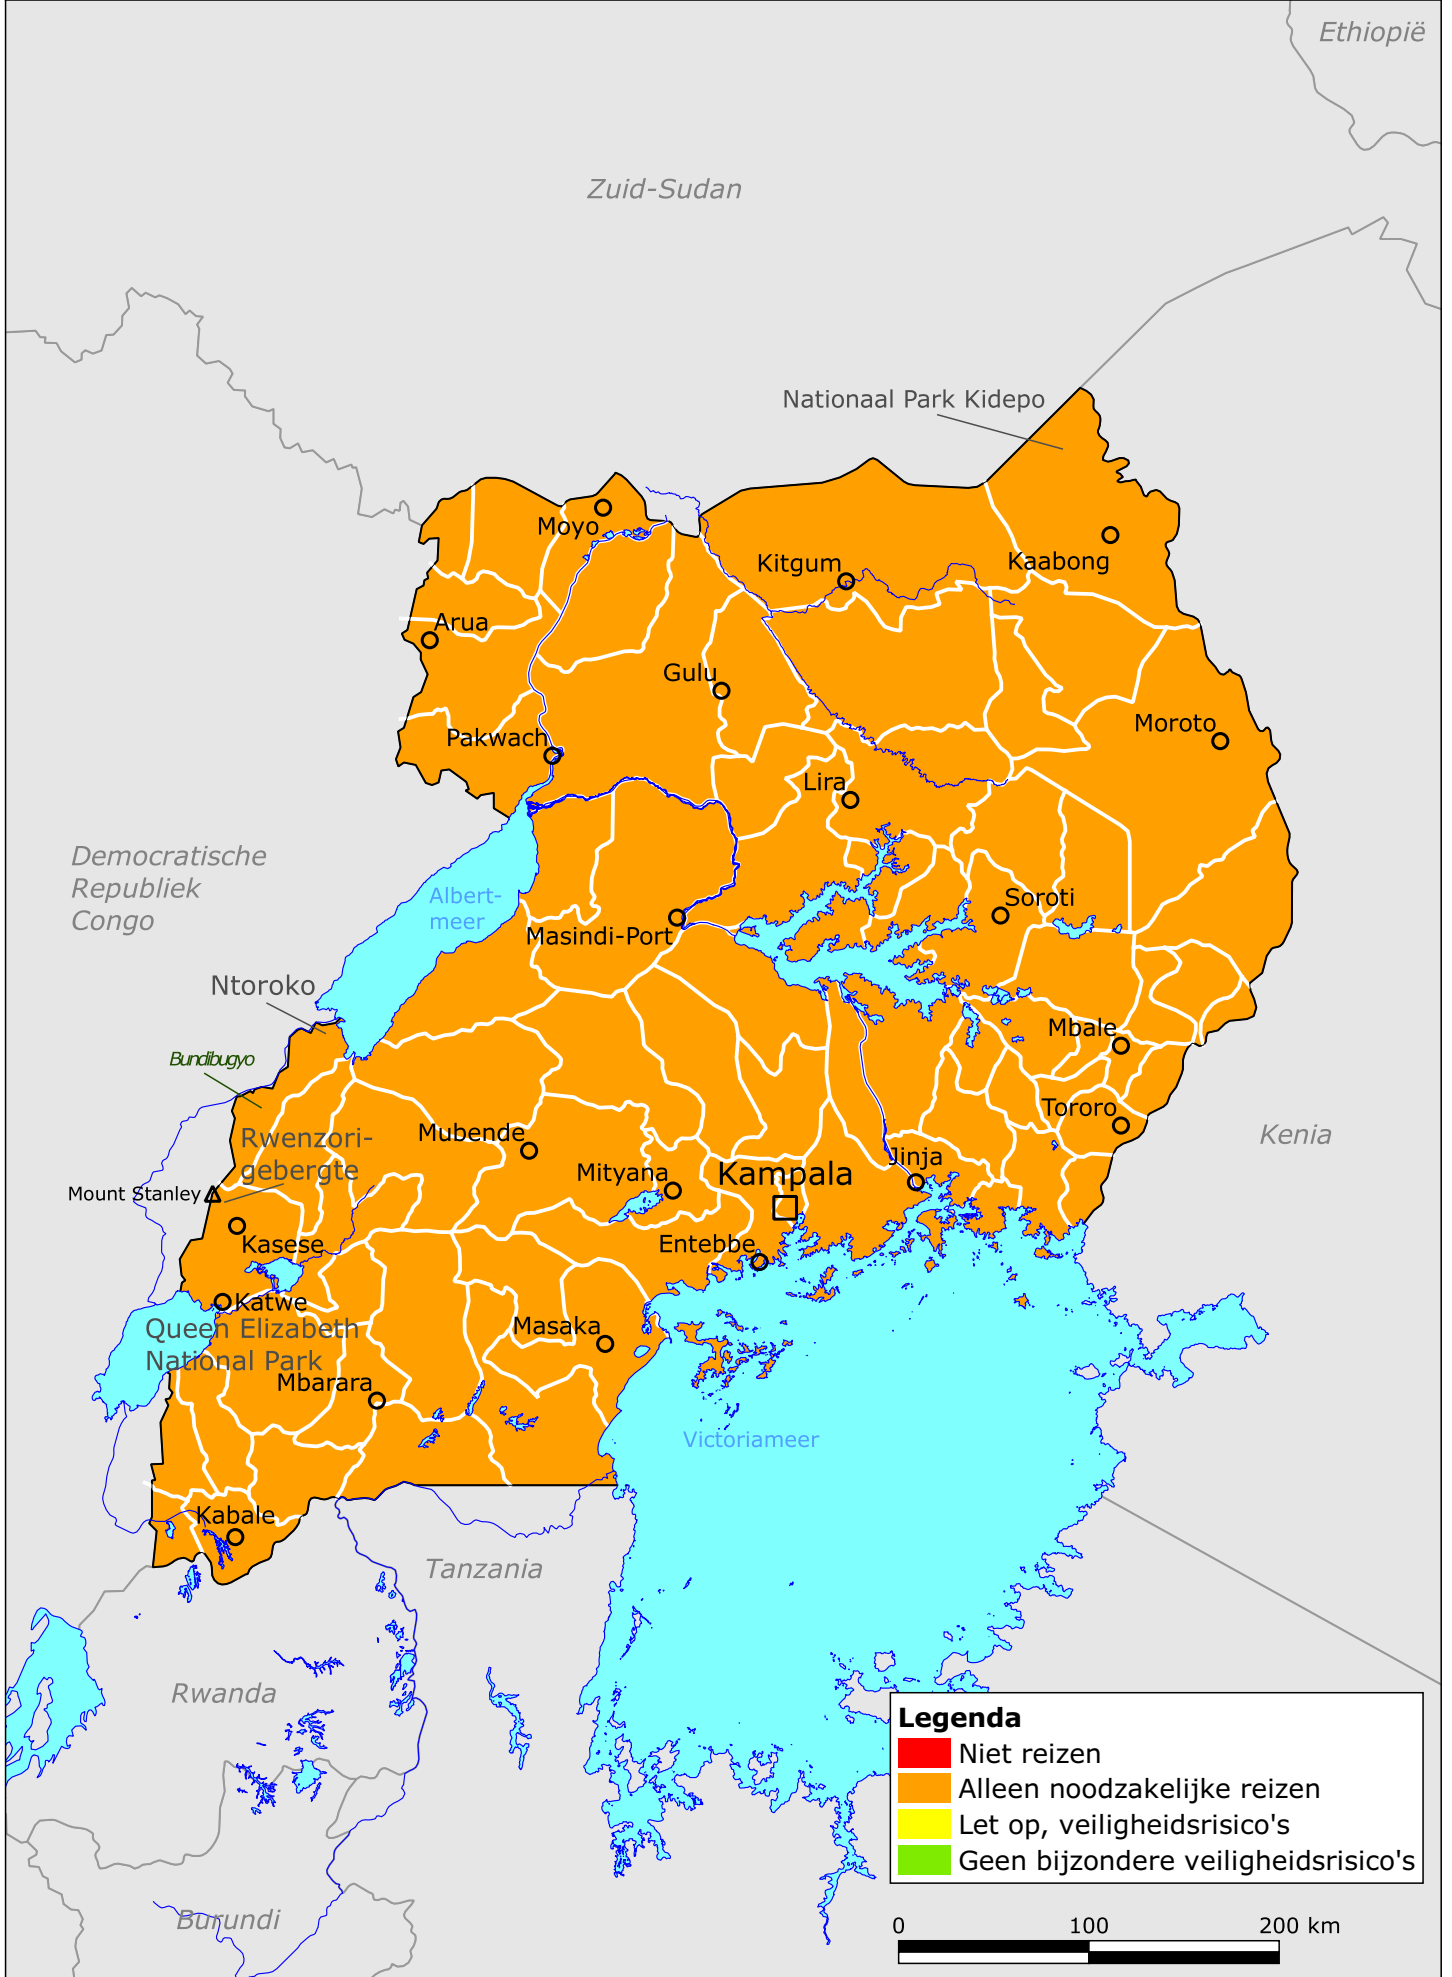 Ethiopië
Zuid-Sudan
Nationaal Park Kidepo
Moyo
Kitgum
Kaabong
Arua
Gulu
Moroto
Pakwach
Lira
Democratische
Republiek
Congo
Albert-
meer
Soroti
Masindi-Port
Ntoroko
Mbale
Bundibugyo
Tororo
Kenia
Mubende
Rwenzori-
gebergte
Jinja
Mityana
Kampala
Mount Stanley
Kasese
Entebbe
Katwe
Queen Elizabeth
National Park
Masaka
Mbarara
Victoriameer
Kabale
Tanzania
Rwanda
Legenda
Niet reizen
Alleen noodzakelijke reizen
Let op, veiligheidsrisico's
Geen bijzondere veiligheidsrisico's
Burundi
0 100 200 km